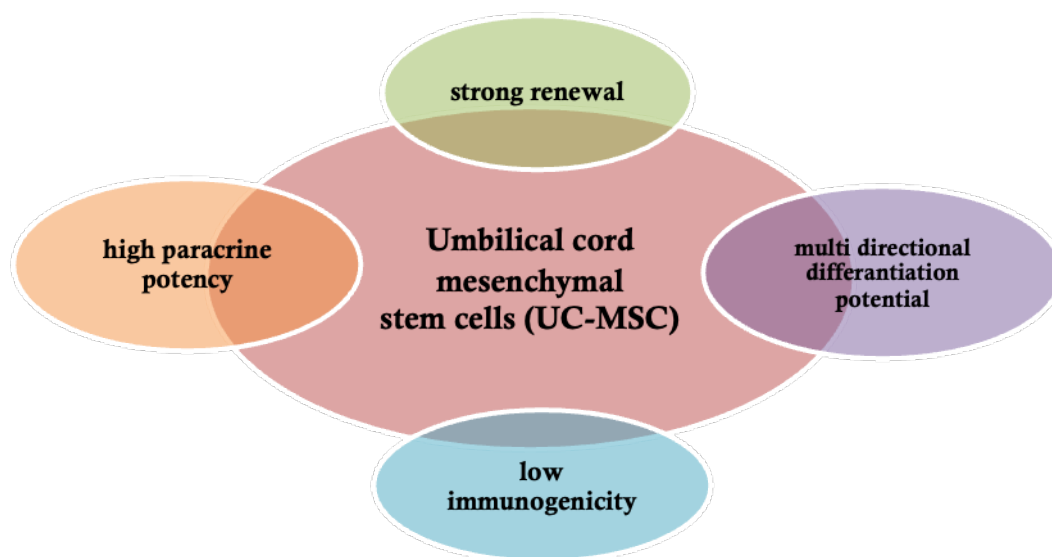 strong renewal
high paracrine
potency
Umbilical cord
mesenchymal
stem cells (UC-MSC)
multi directional
differantiation
potential
low
immunogenicity